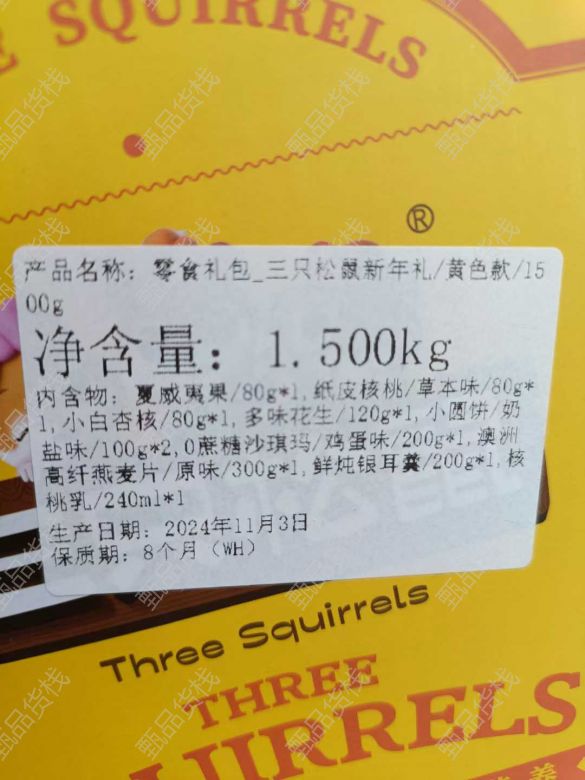 E SQUIRRELS
®
产品名称：零食礼包_三只松鼠新年礼/黄色款/15
00g
净含量：1.500kg
内含物：夏威夷果/80g*1,纸皮核桃/草本味/80g*
1,小白杏核/80g*1,多味花生/120g*1,小圆饼/奶
盐味/100g*2,0蔗糖沙琪玛/鸡蛋味/200g*1,澳洲
高纤燕麦片/原味/300g*1,鲜炖银耳羹/200g*1,核
桃乳/240ml*1
生产日期：2024年11月3日
保质期：8个月（WH）
Three Squirrels
THREE
UIRRELS
甄品货栈